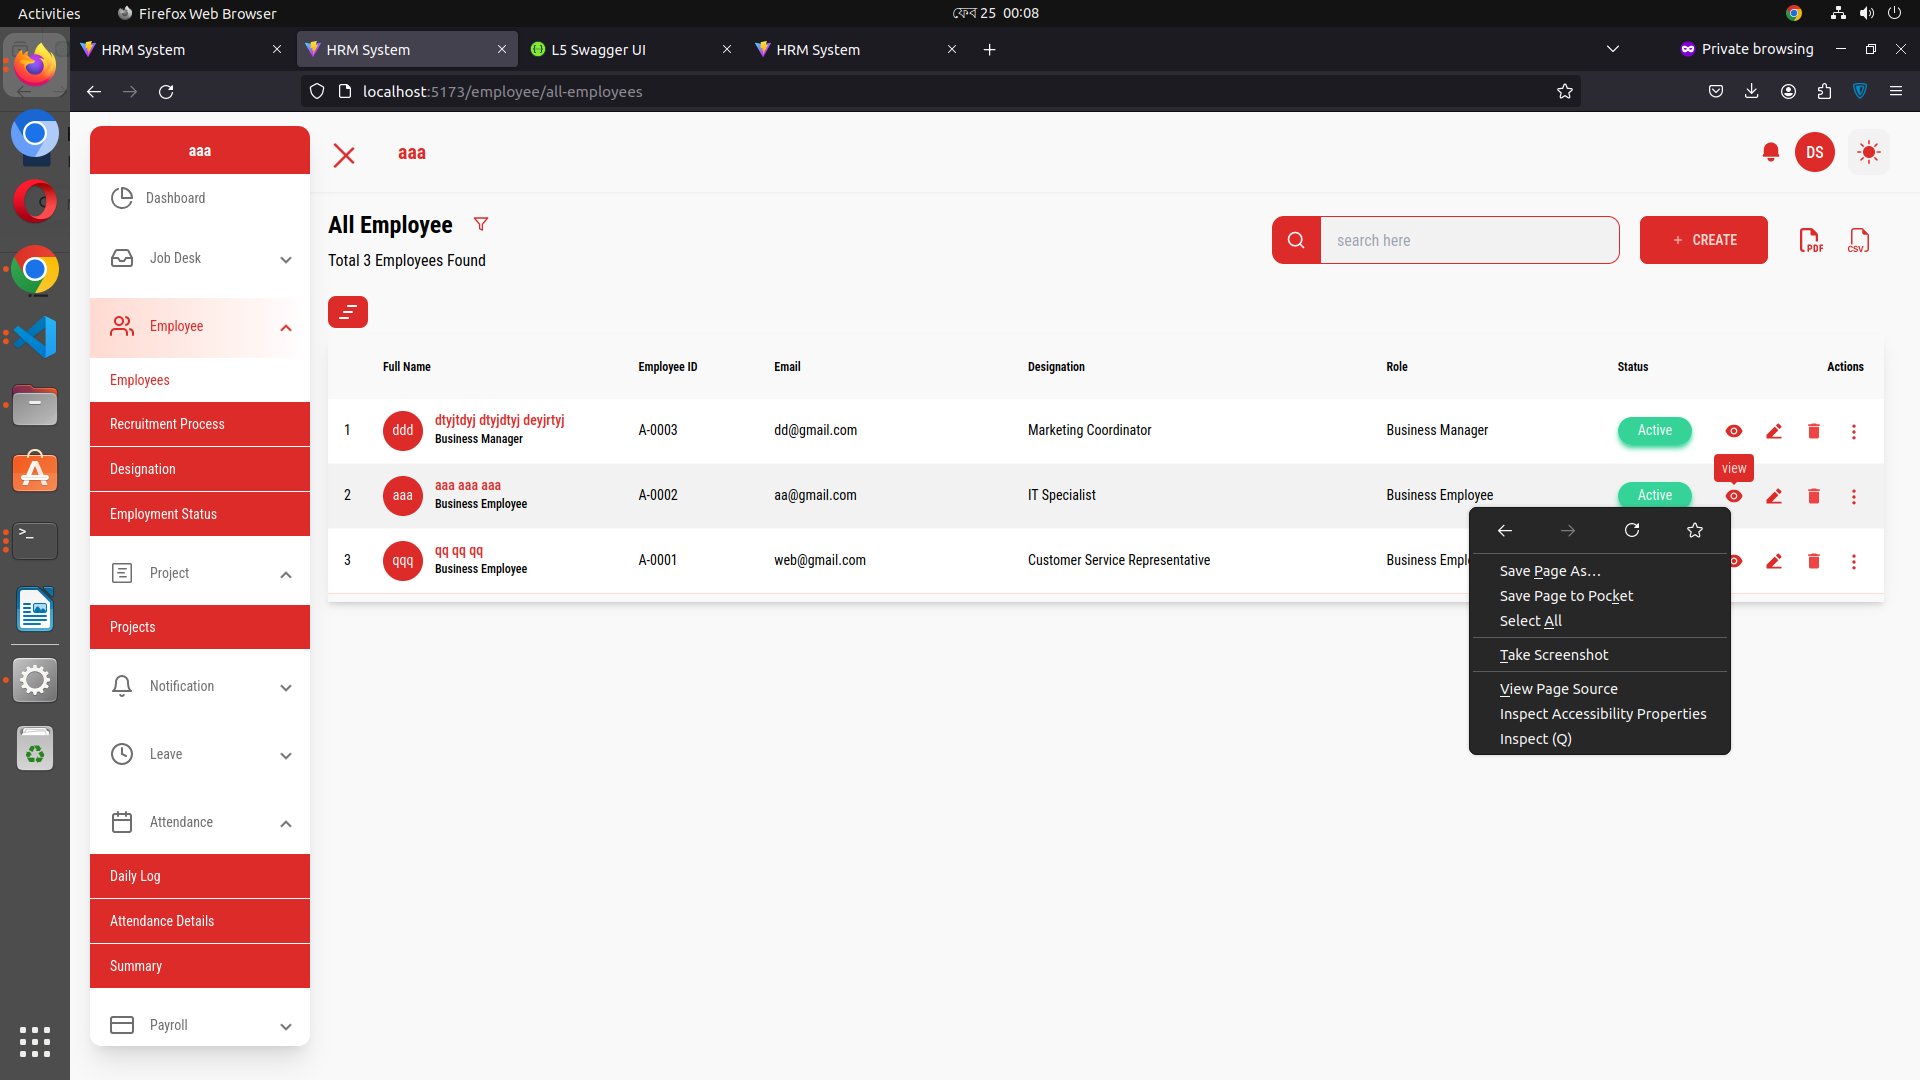 Activities
Firefox Web Browser
ফেব 25 00:08
HRM System
HRM System
L5 Swagger UI
HRM System
Private browsing
localhost:5173/employee/all-employees
aaa
aaa
DS
Dashboard
Job Desk
Employee
Employees
Recruitment Process
Designation
Employment Status
Project
Projects
Notification
Leave
Attendance
Daily Log
Attendance Details
Summary
Payroll
All Employee
Total 3 Employees Found
search here
+ CREATE
PDF
CSV
Full Name Employee ID Email Designation Role Status Actions
1 ddd dtyjtdyj dtyjdtyj deyjrtyj A-0003 dd@gmail.com Marketing Coordinator Business Manager Active
Business Manager
view
2 aaa aaa aaa aaa A-0002 aa@gmail.com IT Specialist Business Employee Active
Business Employee
3 qqq qq qq qq A-0001 web@gmail.com Customer Service Representative Business Empl
Business Employee
Save Page As…
Save Page to Pocket
Select All
Take Screenshot
View Page Source
Inspect Accessibility Properties
Inspect (Q)